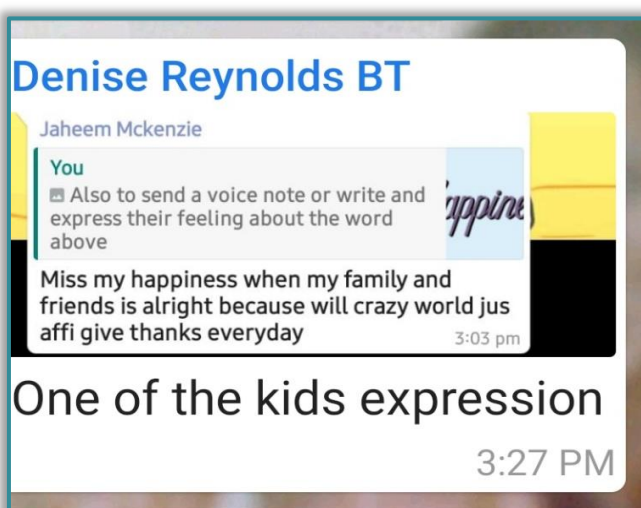 Denise Reynolds BT
Jaheem Mckenzie
You
Also to send a voice note or write and
express their feeling about the word
above
appine
Miss my happiness when my family and
friends is alright because will crazy world jus
affi give thanks everyday
3:03 pm
One of the kids expression
3:27 PM